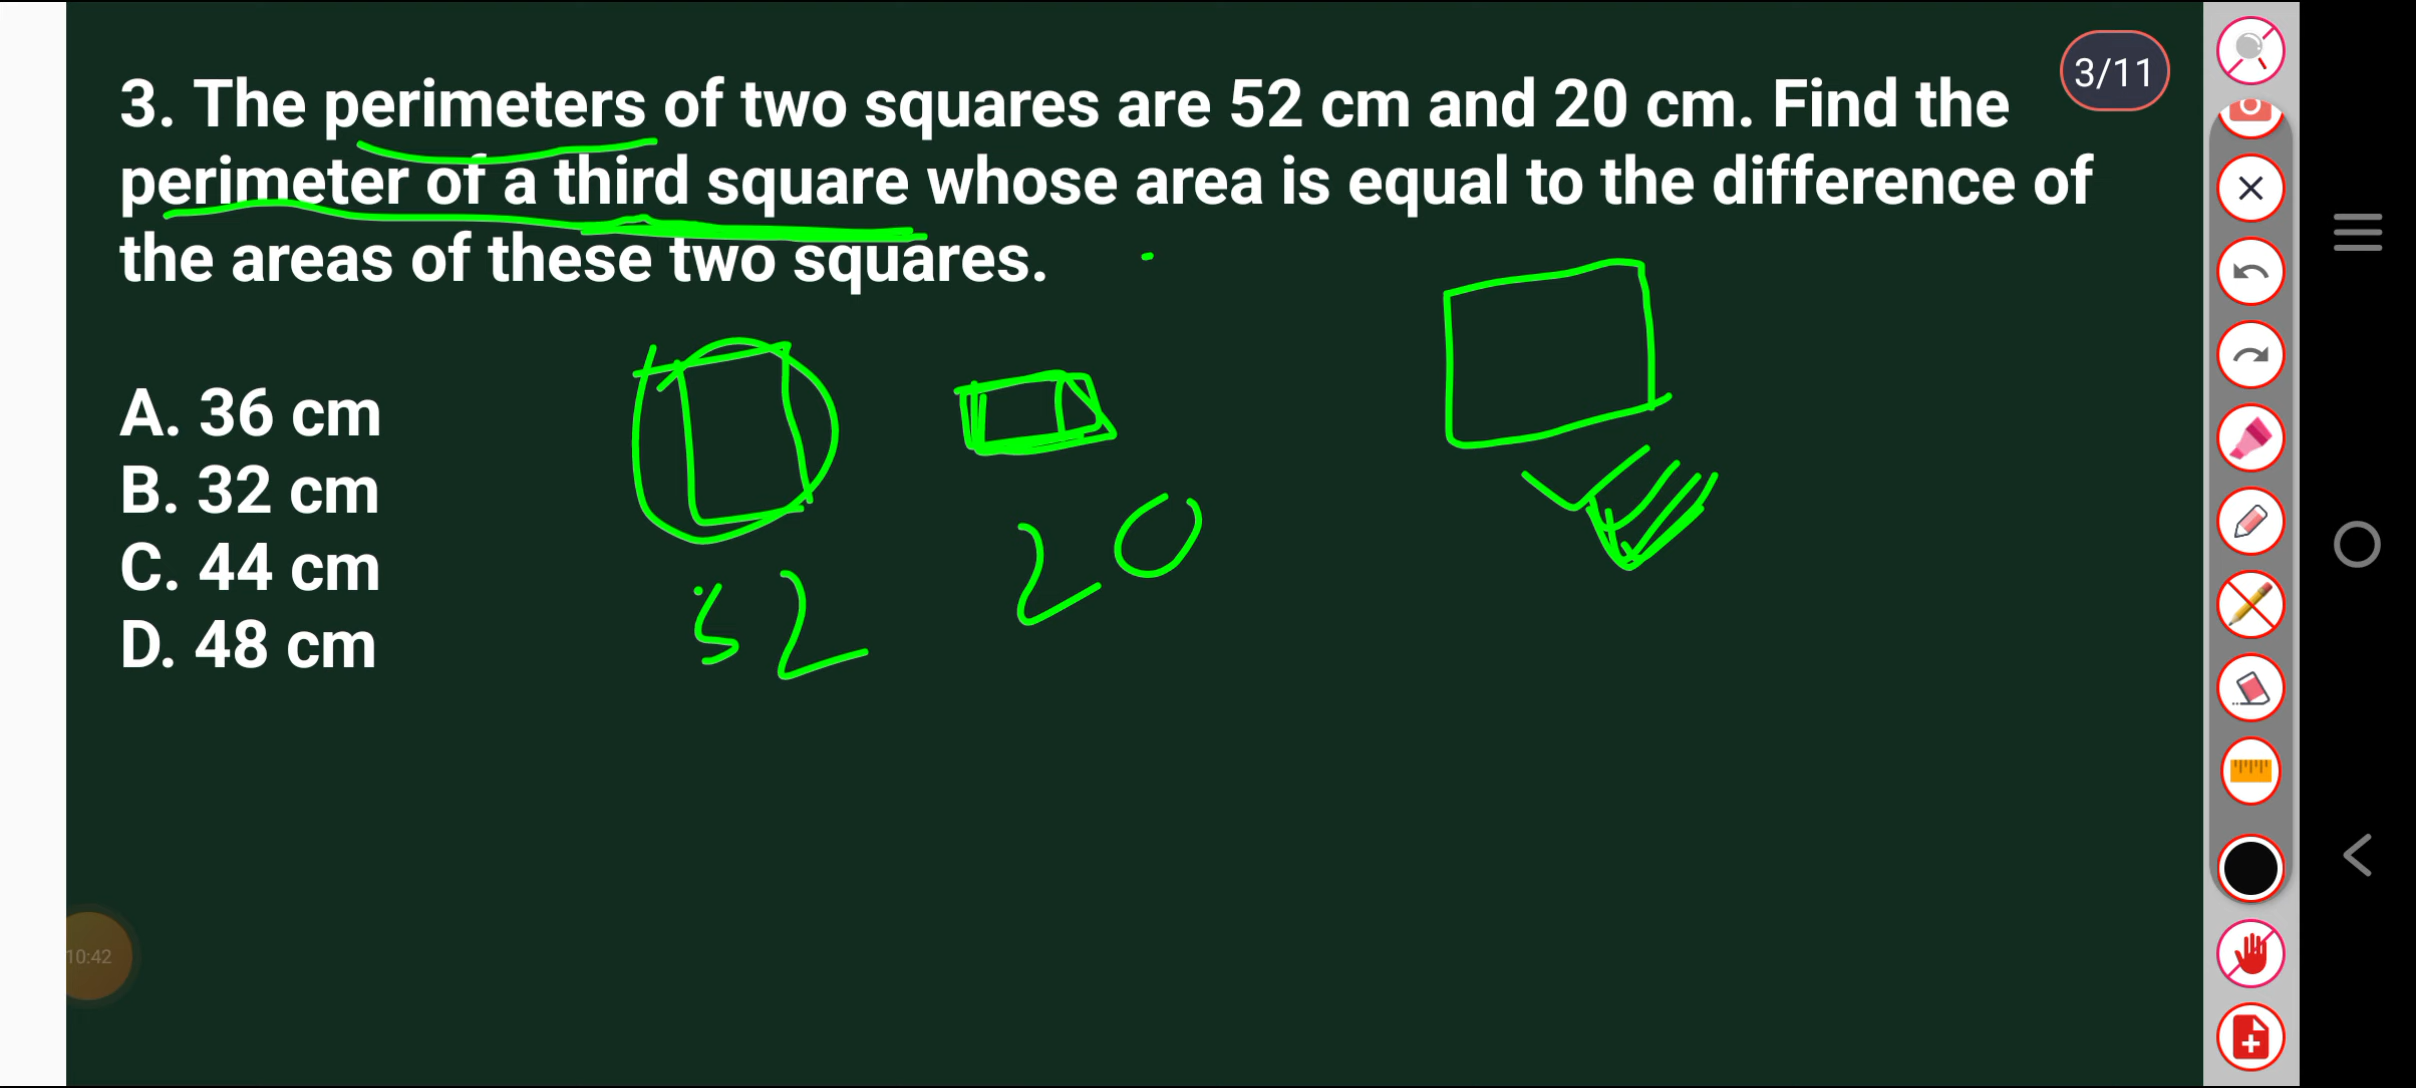 3/11
3. The perimeters of two squares are 52 cm and 20 cm. Find the
perimeter of a third square whose area is equal to the difference of
the areas of these two squares.
A. 36 cm
B. 32 cm
C. 44 cm
D. 48 cm
52
20
10:42